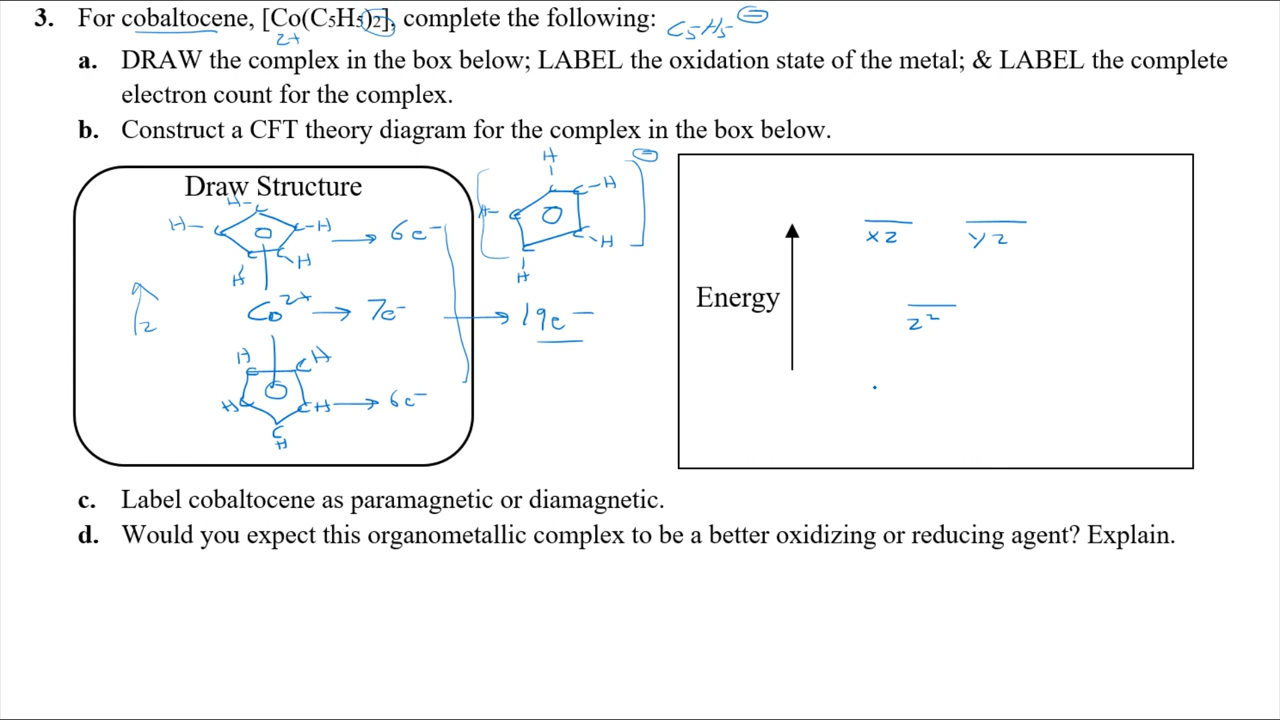 3. For cobaltocene, [Co(C₅H₅)₂], complete the following: C₅H₅⊖
2+
a. DRAW the complex in the box below; LABEL the oxidation state of the metal; & LABEL the complete
electron count for the complex.
b. Construct a CFT theory diagram for the complex in the box below.
Draw Structure
H-C
H- C C-H → 6e⁻
C C
H H
Co²⁺ → 7e⁻ → 19e⁻
H C C H
H C C H → 6e⁻
C
H
z
H
C C-H
H- C
C C-H
H
⊖
Energy
xz yz
z²
c. Label cobaltocene as paramagnetic or diamagnetic.
d. Would you expect this organometallic complex to be a better oxidizing or reducing agent? Explain.